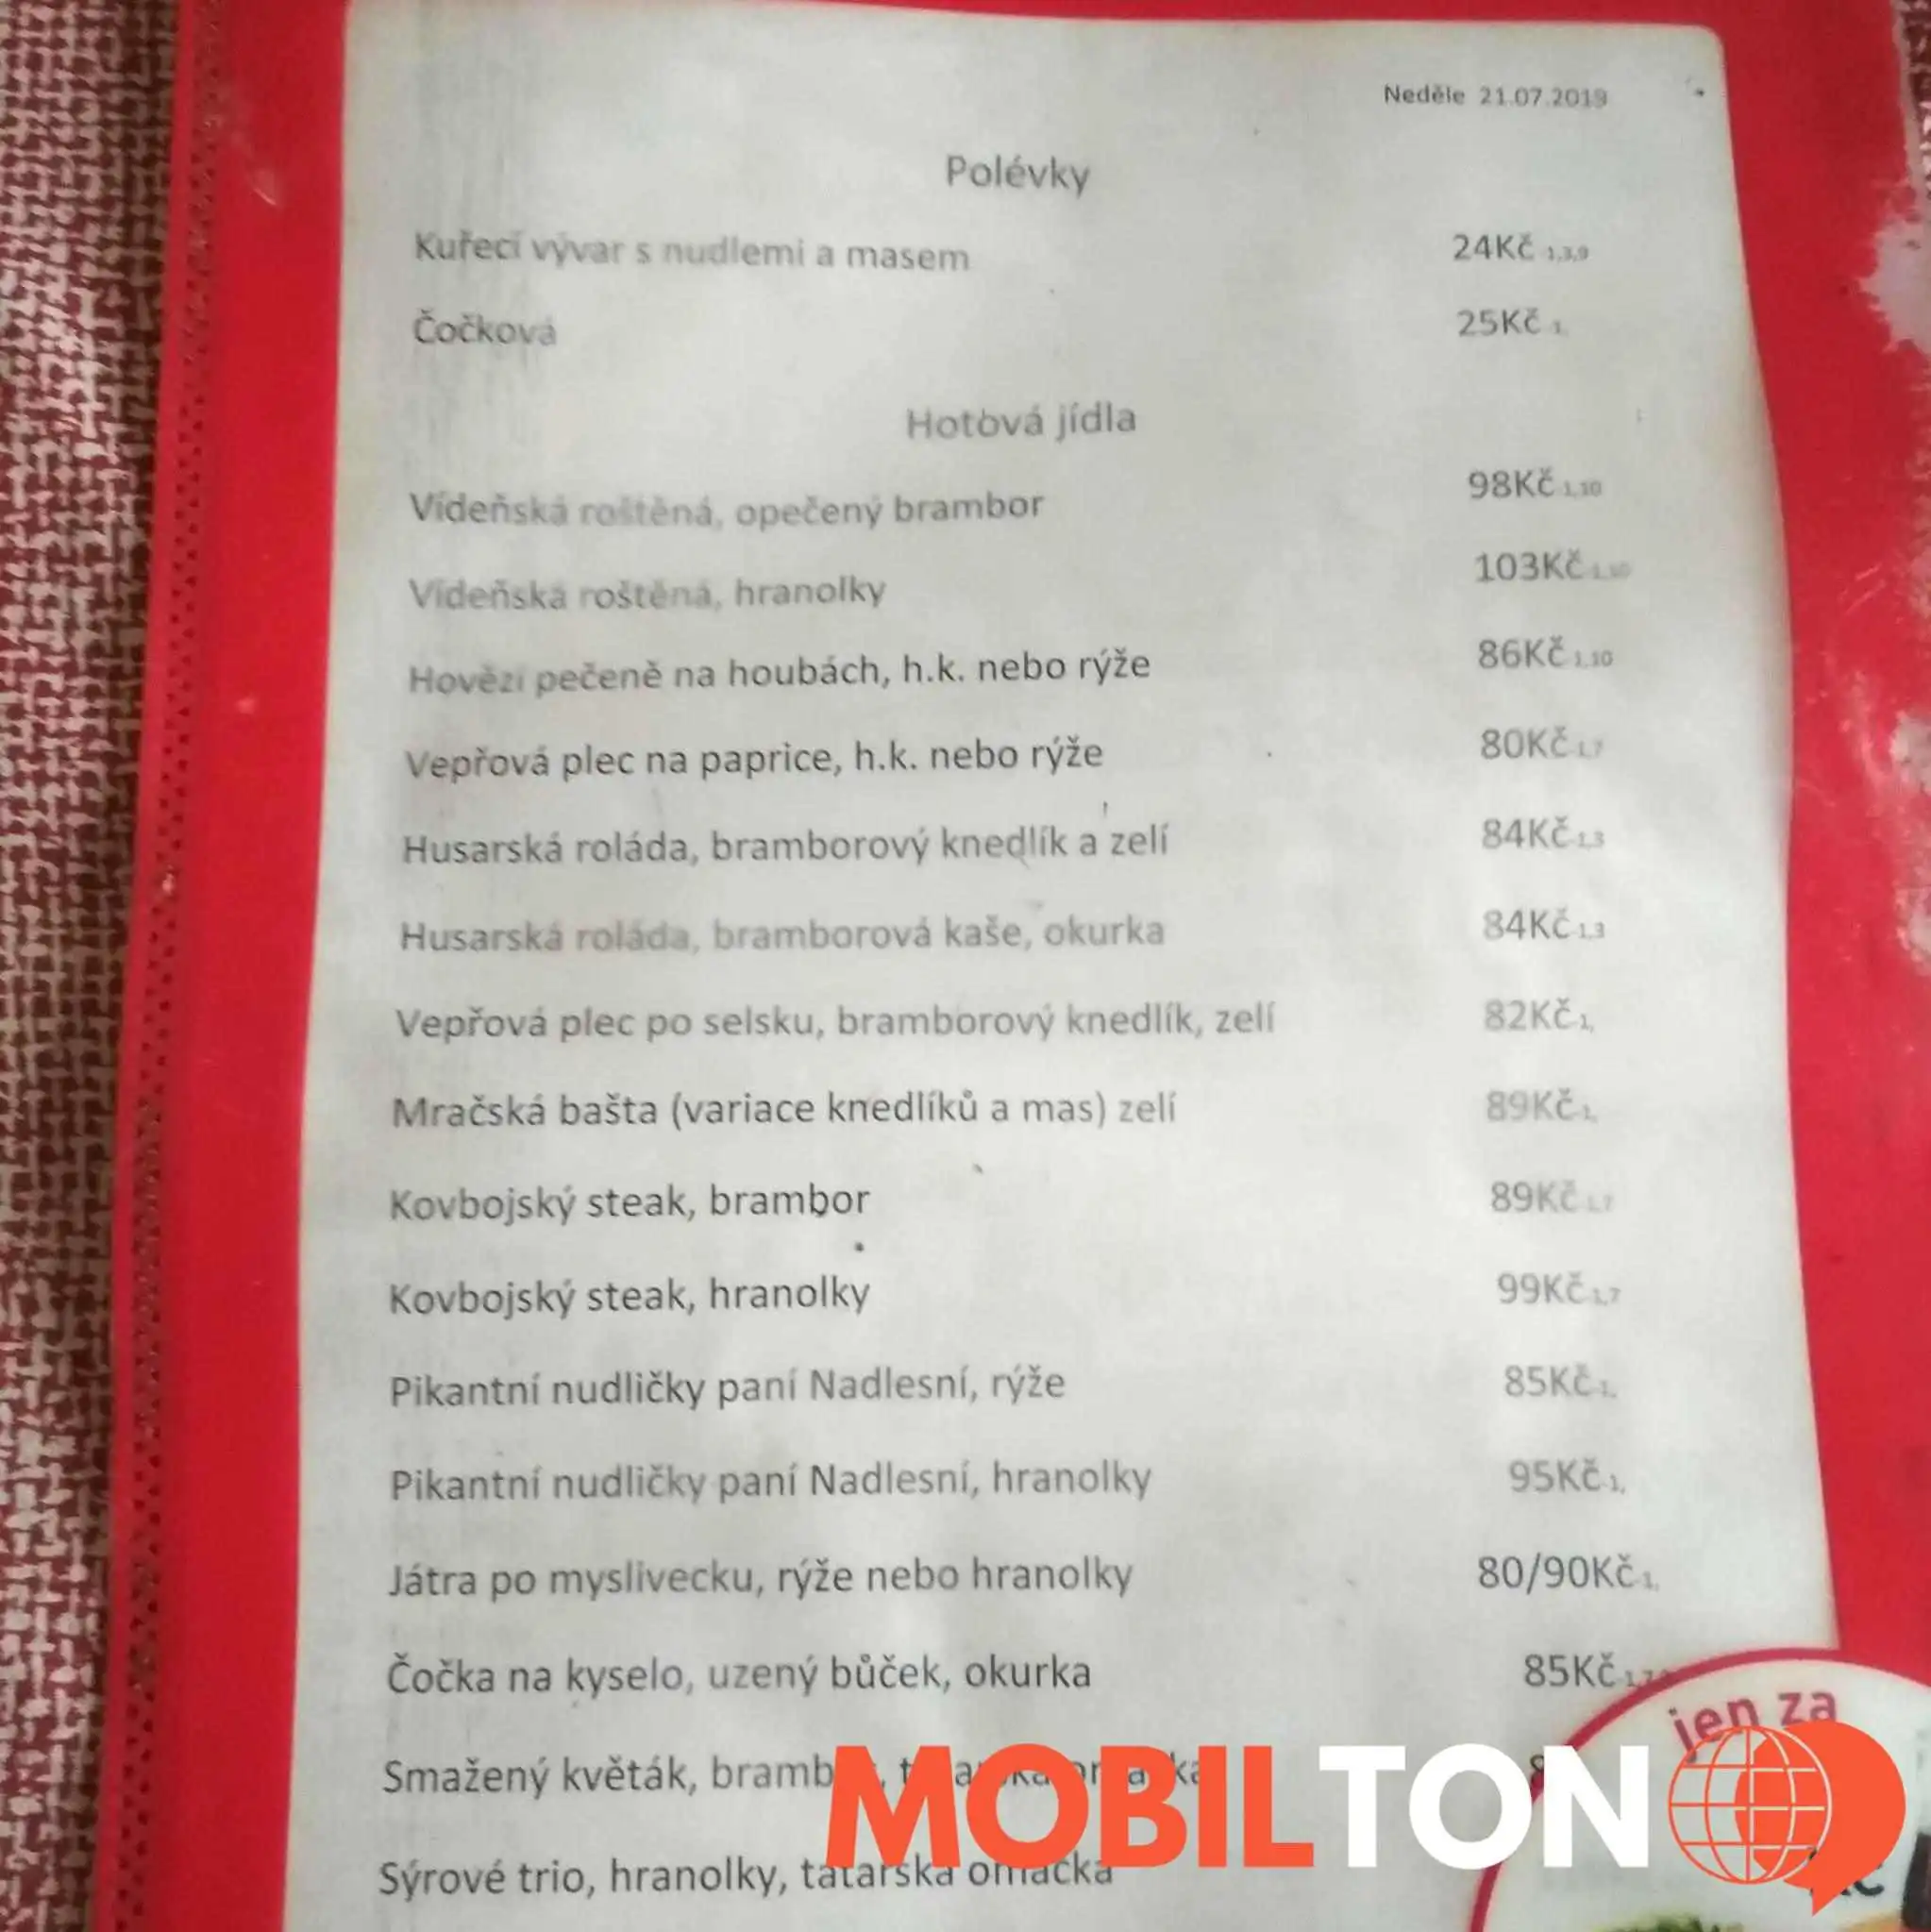 Neděle 21.07.2019
Polévky
Kuřecí vývar s nudlemi a masem 24Kč 1,3,9
Čočková 25Kč 1,
Hotová jídla
Vídeňská roštěná, opečený brambor 98Kč 1,10
Vídeňská roštěná, hranolky 103Kč 1,10
Hovězí pečeně na houbách, h.k. nebo rýže 86Kč 1,10
Vepřová plec na paprice, h.k. nebo rýže 80Kč 1,7
Husarská roláda, bramborový knedlík a zelí 84Kč 1,3
Husarská roláda, bramborová kaše, okurka 84Kč 1,3
Vepřová plec po selsku, bramborový knedlík, zelí 82Kč 1,
Mračská bašta (variace knedlíků a mas) zelí 89Kč 1,
Kovbojský steak, brambor 89Kč 1,7
Kovbojský steak, hranolky 99Kč 1,7
Pikantní nudličky paní Nadlesní, rýže 85Kč 1,
Pikantní nudličky paní Nadlesní, hranolky 95Kč 1,
Játra po myslivecku, rýže nebo hranolky 80/90Kč 1,
Čočka na kyselo, uzený bůček, okurka 85Kč
jen za
Smažený květák,
MOBILTON
Sýrové trio, hranolky, tatarská omáčka